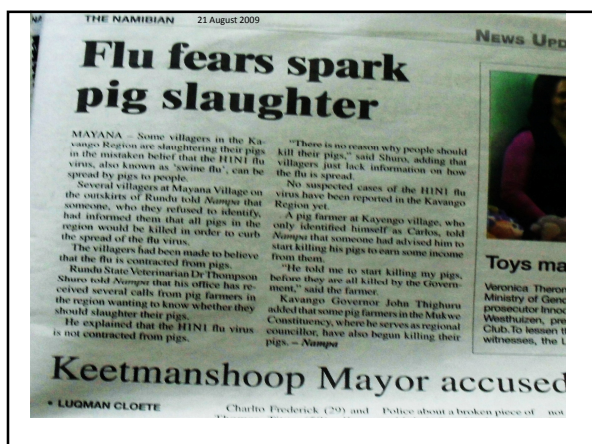 THE NAMIBIAN
21 August 2009
NEWS UPD
Flu fears spark
pig slaughter
MAYANA – Some villagers in the Ka-
vango Region are slaughtering their pigs
in the mistaken belief that the H1N1 flu
virus, also known as 'swine flu', can be
spread by pigs to people.
Several villagers at Mayana Village on
the outskirts of Rundu told Nampa that
someone, who they refused to identify,
had informed them that all pigs in the
region would be killed in order to curb
the spread of the flu virus.
The villagers had been made to believe
that the flu is contracted from pigs.
Rundu State Veterinarian Dr Thompson
Shuro told Nampa that his office has re-
ceived several calls from pig farmers in
the region wanting to know whether they
should slaughter their pigs.
He explained that the H1N1 flu virus
is not contracted from pigs.
"There is no reason why people should
kill their pigs," said Shuro, adding that
villagers just lack information on how
the flu is spread.
No suspected cases of the H1N1 flu
virus have been reported in the Kavango
Region yet.
A pig farmer at Kayengo village, who
only identified himself as Carlos, told
Nampa that someone had advised him to
start killing his pigs to earn some income
from them.
"He told me to start killing my pigs,
before they are all killed by the Govern-
ment," said the farmer.
Kavango Governor John Thighuru
added that some pig farmers in the Mukwe
Constituency, where he serves as regional
councillor, have also begun killing their
pigs. – Nampa
Toys ma
Veronica Theron
Ministry of Gend
prosecutor Innoc
Westhuizen, pre
Club. To lessen th
witnesses, the L
Keetmanshoop Mayor accused
• LUQMAN CLOETE
Charlto Frederick (29) and
Police about a broken piece of
not